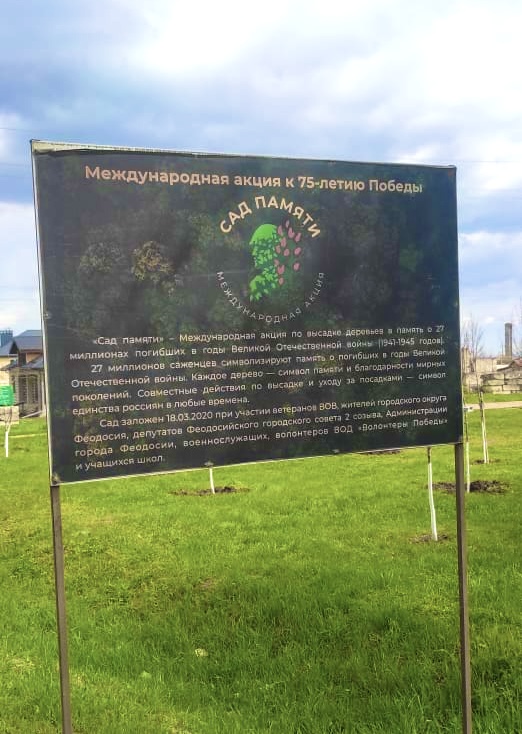 Международная акция к 75-летию Победы
САД ПАМЯТИ
МЕЖДУНАРОДНАЯ АКЦИЯ
«Сад памяти» – Международная акция по высадке деревьев в память о 27
миллионах погибших в годы Великой Отечественной войны (1941-1945 годов).
27 миллионов саженцев символизируют память о погибших в годы Великой
Отечественной войны. Каждое дерево — символ памяти и благодарности мирных
поколений. Совместные действия по высадке и уходу за посадками — символ
единства россиян в любые времена.
Сад заложен 18.03.2020 при участии ветеранов ВОВ, жителей городского округа
Феодосия, депутатов Феодосийского городского совета 2 созыва, Администрации
города Феодосии, военнослужащих, волонтеров ВОД «Волонтеры Победы»
и учащихся школ.